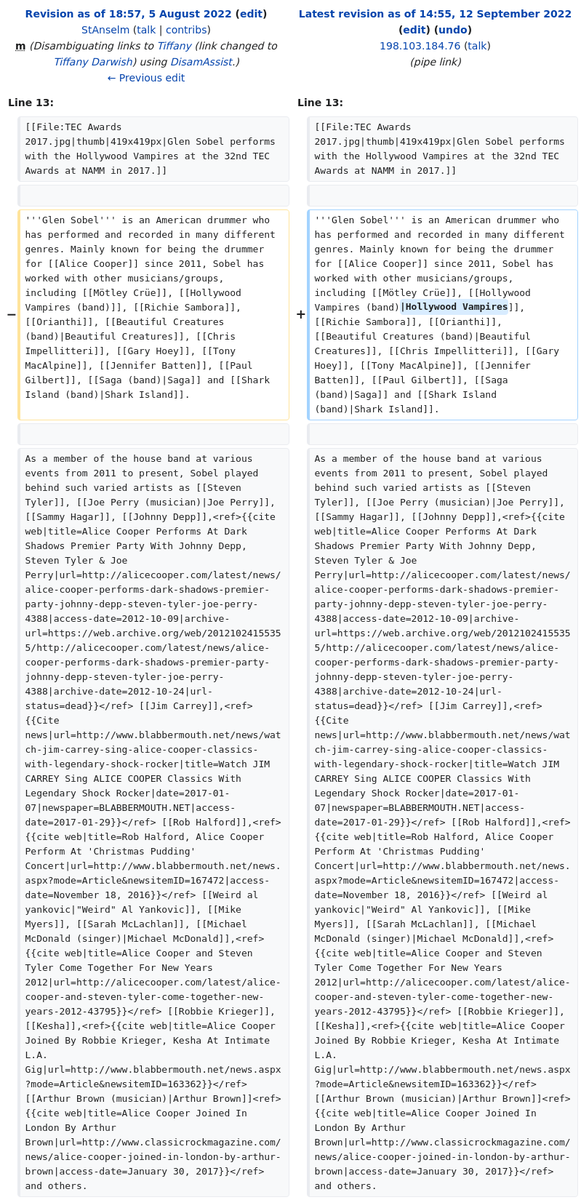 Revision as of 18:57, 5 August 2022 (edit)
StAnselm (talk | contribs)
m (Disambiguating links to Tiffany (link changed to
Tiffany Darwish) using DisamAssist.)
← Previous edit
Latest revision as of 14:55, 12 September 2022
(edit) (undo)
198.103.184.76 (talk)
(pipe link)
Line 13:
[[File:TEC Awards
2017.jpg|thumb|419x419px|Glen Sobel performs
with the Hollywood Vampires at the 32nd TEC
Awards at NAMM in 2017.]]
−
'''Glen Sobel''' is an American drummer who
has performed and recorded in many different
genres. Mainly known for being the drummer
for [[Alice Cooper]] since 2011, Sobel has
worked with other musicians/groups,
including [[Mötley Crüe]], [[Hollywood
Vampires (band)]], [[Richie Sambora]],
[[Orianthi]], [[Beautiful Creatures
(band)|Beautiful Creatures]], [[Chris
Impellitteri]], [[Gary Hoey]], [[Tony
MacAlpine]], [[Jennifer Batten]], [[Paul
Gilbert]], [[Saga (band)|Saga]] and [[Shark
Island (band)|Shark Island]].
As a member of the house band at various
events from 2011 to present, Sobel played
behind such varied artists as [[Steven
Tyler]], [[Joe Perry (musician)|Joe Perry]],
[[Sammy Hagar]], [[Johnny Depp]],<ref>{{cite
web|title=Alice Cooper Performs At Dark
Shadows Premier Party With Johnny Depp,
Steven Tyler & Joe
Perry|url=http://alicecooper.com/latest/news/
alice-cooper-performs-dark-shadows-premier-
party-johnny-depp-steven-tyler-joe-perry-
4388|access-date=2012-10-09|archive-
url=https://web.archive.org/web/2012102415535
5/http://alicecooper.com/latest/news/alice-
cooper-performs-dark-shadows-premier-party-
johnny-depp-steven-tyler-joe-perry-
4388|archive-date=2012-10-24|url-
status=dead}}</ref> [[Jim Carrey]],<ref>
{{Cite
news|url=http://www.blabbermouth.net/news/wat
ch-jim-carrey-sing-alice-cooper-classics-
with-legendary-shock-rocker|title=Watch JIM
CARREY Sing ALICE COOPER Classics With
Legendary Shock Rocker|date=2017-01-
07|newspaper=BLABBERMOUTH.NET|access-
date=2017-01-29}}</ref> [[Rob Halford]],<ref>
{{cite web|title=Rob Halford, Alice Cooper
Perform At 'Christmas Pudding'
Concert|url=http://www.blabbermouth.net/news.
aspx?mode=Article&newsitemID=167472|access-
date=November 18, 2016}}</ref> [[Weird al
yankovic|"Weird" Al Yankovic]], [[Mike
Myers]], [[Sarah McLachlan]], [[Michael
McDonald (singer)|Michael McDonald]],<ref>
{{cite web|title=Alice Cooper and Steven
Tyler Come Together For New Years
2012|url=http://alicecooper.com/latest/alice-
cooper-and-steven-tyler-come-together-new-
years-2012-43795}}</ref> [[Robbie Krieger]],
[[Kesha]],<ref>{{cite web|title=Alice Cooper
Joined By Robbie Krieger, Kesha At Intimate
L.A.
Gig|url=http://www.blabbermouth.net/news.aspx
?mode=Article&newsitemID=163362}}</ref>
[[Arthur Brown (musician)|Arthur Brown]]<ref>
{{cite web|title=Alice Cooper Joined In
London By Arthur
Brown|url=http://www.classicrockmagazine.com/
news/alice-cooper-joined-in-london-by-arthur-
brown|access-date=January 30, 2017}}</ref>
and others.
Line 13:
[[File:TEC Awards
2017.jpg|thumb|419x419px|Glen Sobel performs
with the Hollywood Vampires at the 32nd TEC
Awards at NAMM in 2017.]]
+
'''Glen Sobel''' is an American drummer who
has performed and recorded in many different
genres. Mainly known for being the drummer
for [[Alice Cooper]] since 2011, Sobel has
worked with other musicians/groups,
including [[Mötley Crüe]], [[Hollywood
Vampires (band)|Hollywood Vampires]],
[[Richie Sambora]], [[Orianthi]],
[[Beautiful Creatures (band)|Beautiful
Creatures]], [[Chris Impellitteri]], [[Gary
Hoey]], [[Tony MacAlpine]], [[Jennifer
Batten]], [[Paul Gilbert]], [[Saga
(band)|Saga]] and [[Shark Island
(band)|Shark Island]].
As a member of the house band at various
events from 2011 to present, Sobel played
behind such varied artists as [[Steven
Tyler]], [[Joe Perry (musician)|Joe Perry]],
[[Sammy Hagar]], [[Johnny Depp]],<ref>{{cite
web|title=Alice Cooper Performs At Dark
Shadows Premier Party With Johnny Depp,
Steven Tyler & Joe
Perry|url=http://alicecooper.com/latest/news/
alice-cooper-performs-dark-shadows-premier-
party-johnny-depp-steven-tyler-joe-perry-
4388|access-date=2012-10-09|archive-
url=https://web.archive.org/web/2012102415535
5/http://alicecooper.com/latest/news/alice-
cooper-performs-dark-shadows-premier-party-
johnny-depp-steven-tyler-joe-perry-
4388|archive-date=2012-10-24|url-
status=dead}}</ref> [[Jim Carrey]],<ref>
{{Cite
news|url=http://www.blabbermouth.net/news/wat
ch-jim-carrey-sing-alice-cooper-classics-
with-legendary-shock-rocker|title=Watch JIM
CARREY Sing ALICE COOPER Classics With
Legendary Shock Rocker|date=2017-01-
07|newspaper=BLABBERMOUTH.NET|access-
date=2017-01-29}}</ref> [[Rob Halford]],<ref>
{{cite web|title=Rob Halford, Alice Cooper
Perform At 'Christmas Pudding'
Concert|url=http://www.blabbermouth.net/news.
aspx?mode=Article&newsitemID=167472|access-
date=November 18, 2016}}</ref> [[Weird al
yankovic|"Weird" Al Yankovic]], [[Mike
Myers]], [[Sarah McLachlan]], [[Michael
McDonald (singer)|Michael McDonald]],<ref>
{{cite web|title=Alice Cooper and Steven
Tyler Come Together For New Years
2012|url=http://alicecooper.com/latest/alice-
cooper-and-steven-tyler-come-together-new-
years-2012-43795}}</ref> [[Robbie Krieger]],
[[Kesha]],<ref>{{cite web|title=Alice Cooper
Joined By Robbie Krieger, Kesha At Intimate
L.A.
Gig|url=http://www.blabbermouth.net/news.aspx
?mode=Article&newsitemID=163362}}</ref>
[[Arthur Brown (musician)|Arthur Brown]]<ref>
{{cite web|title=Alice Cooper Joined In
London By Arthur
Brown|url=http://www.classicrockmagazine.com/
news/alice-cooper-joined-in-london-by-arthur-
brown|access-date=January 30, 2017}}</ref>
and others.